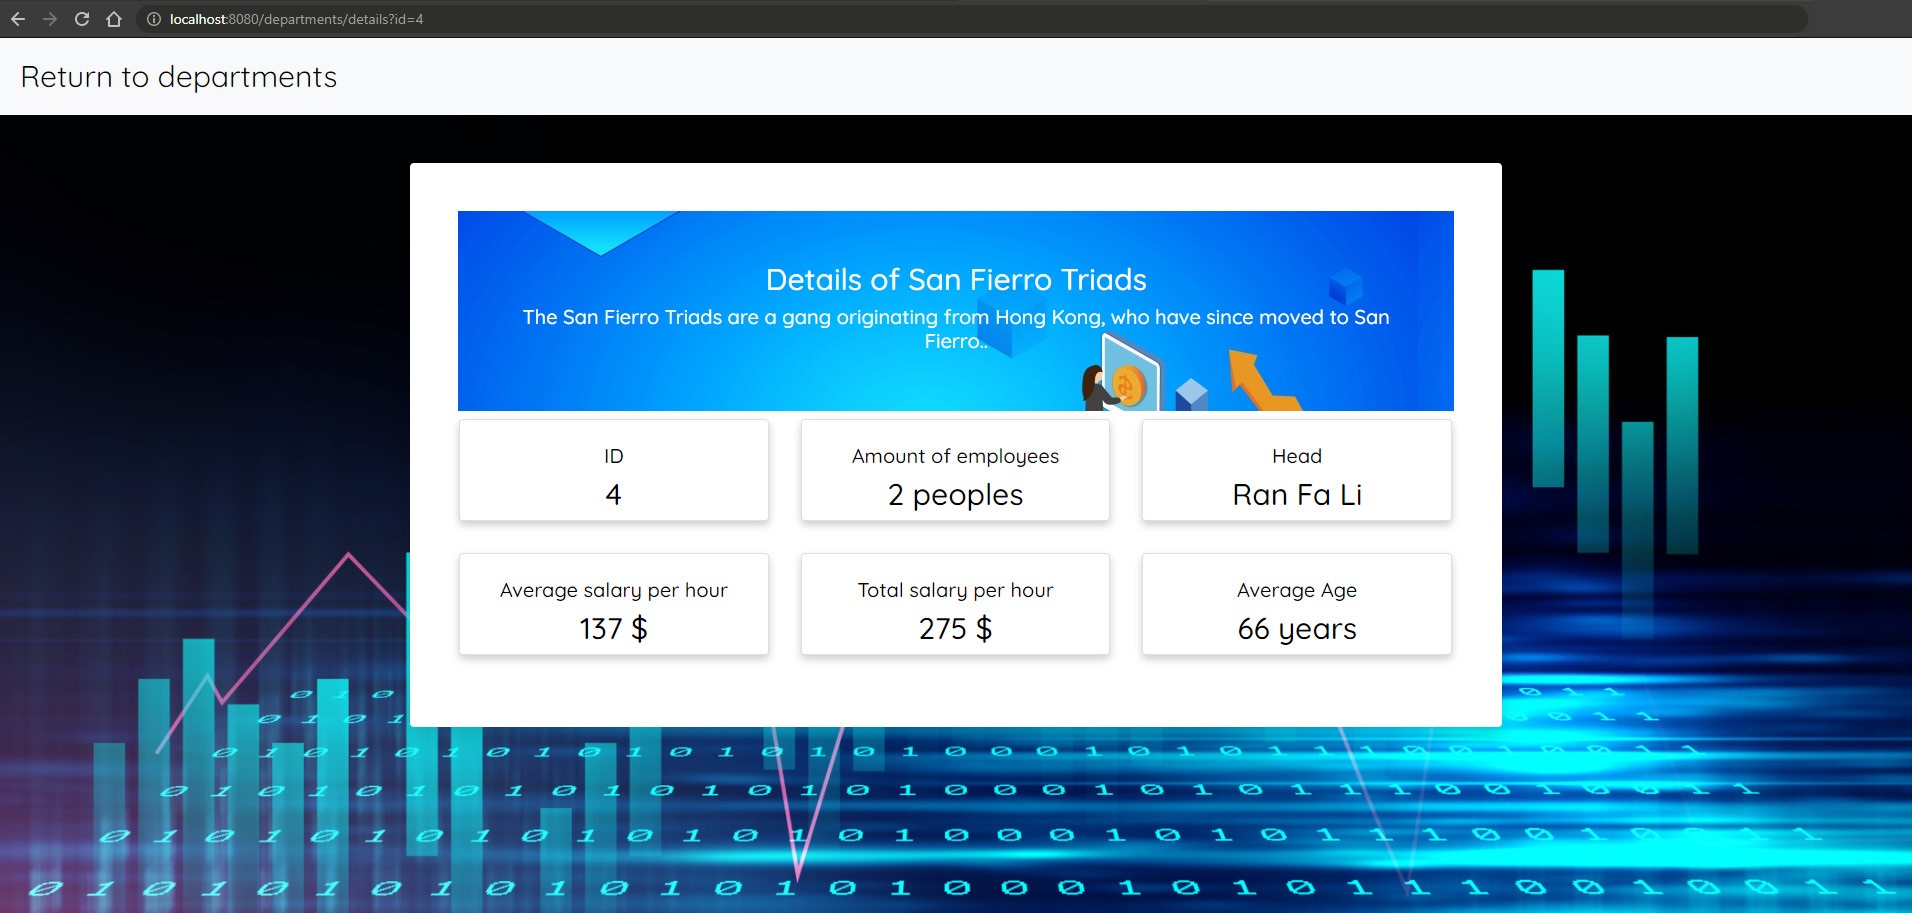 localhost:8080/departments/details?id=4
Return to departments
Details of San Fierro Triads
The San Fierro Triads are a gang originating from Hong Kong, who have since moved to San
Fierro..
ID
4
Amount of employees
2 peoples
Head
Ran Fa Li
Average salary per hour
137 $
Total salary per hour
275 $
Average Age
66 years